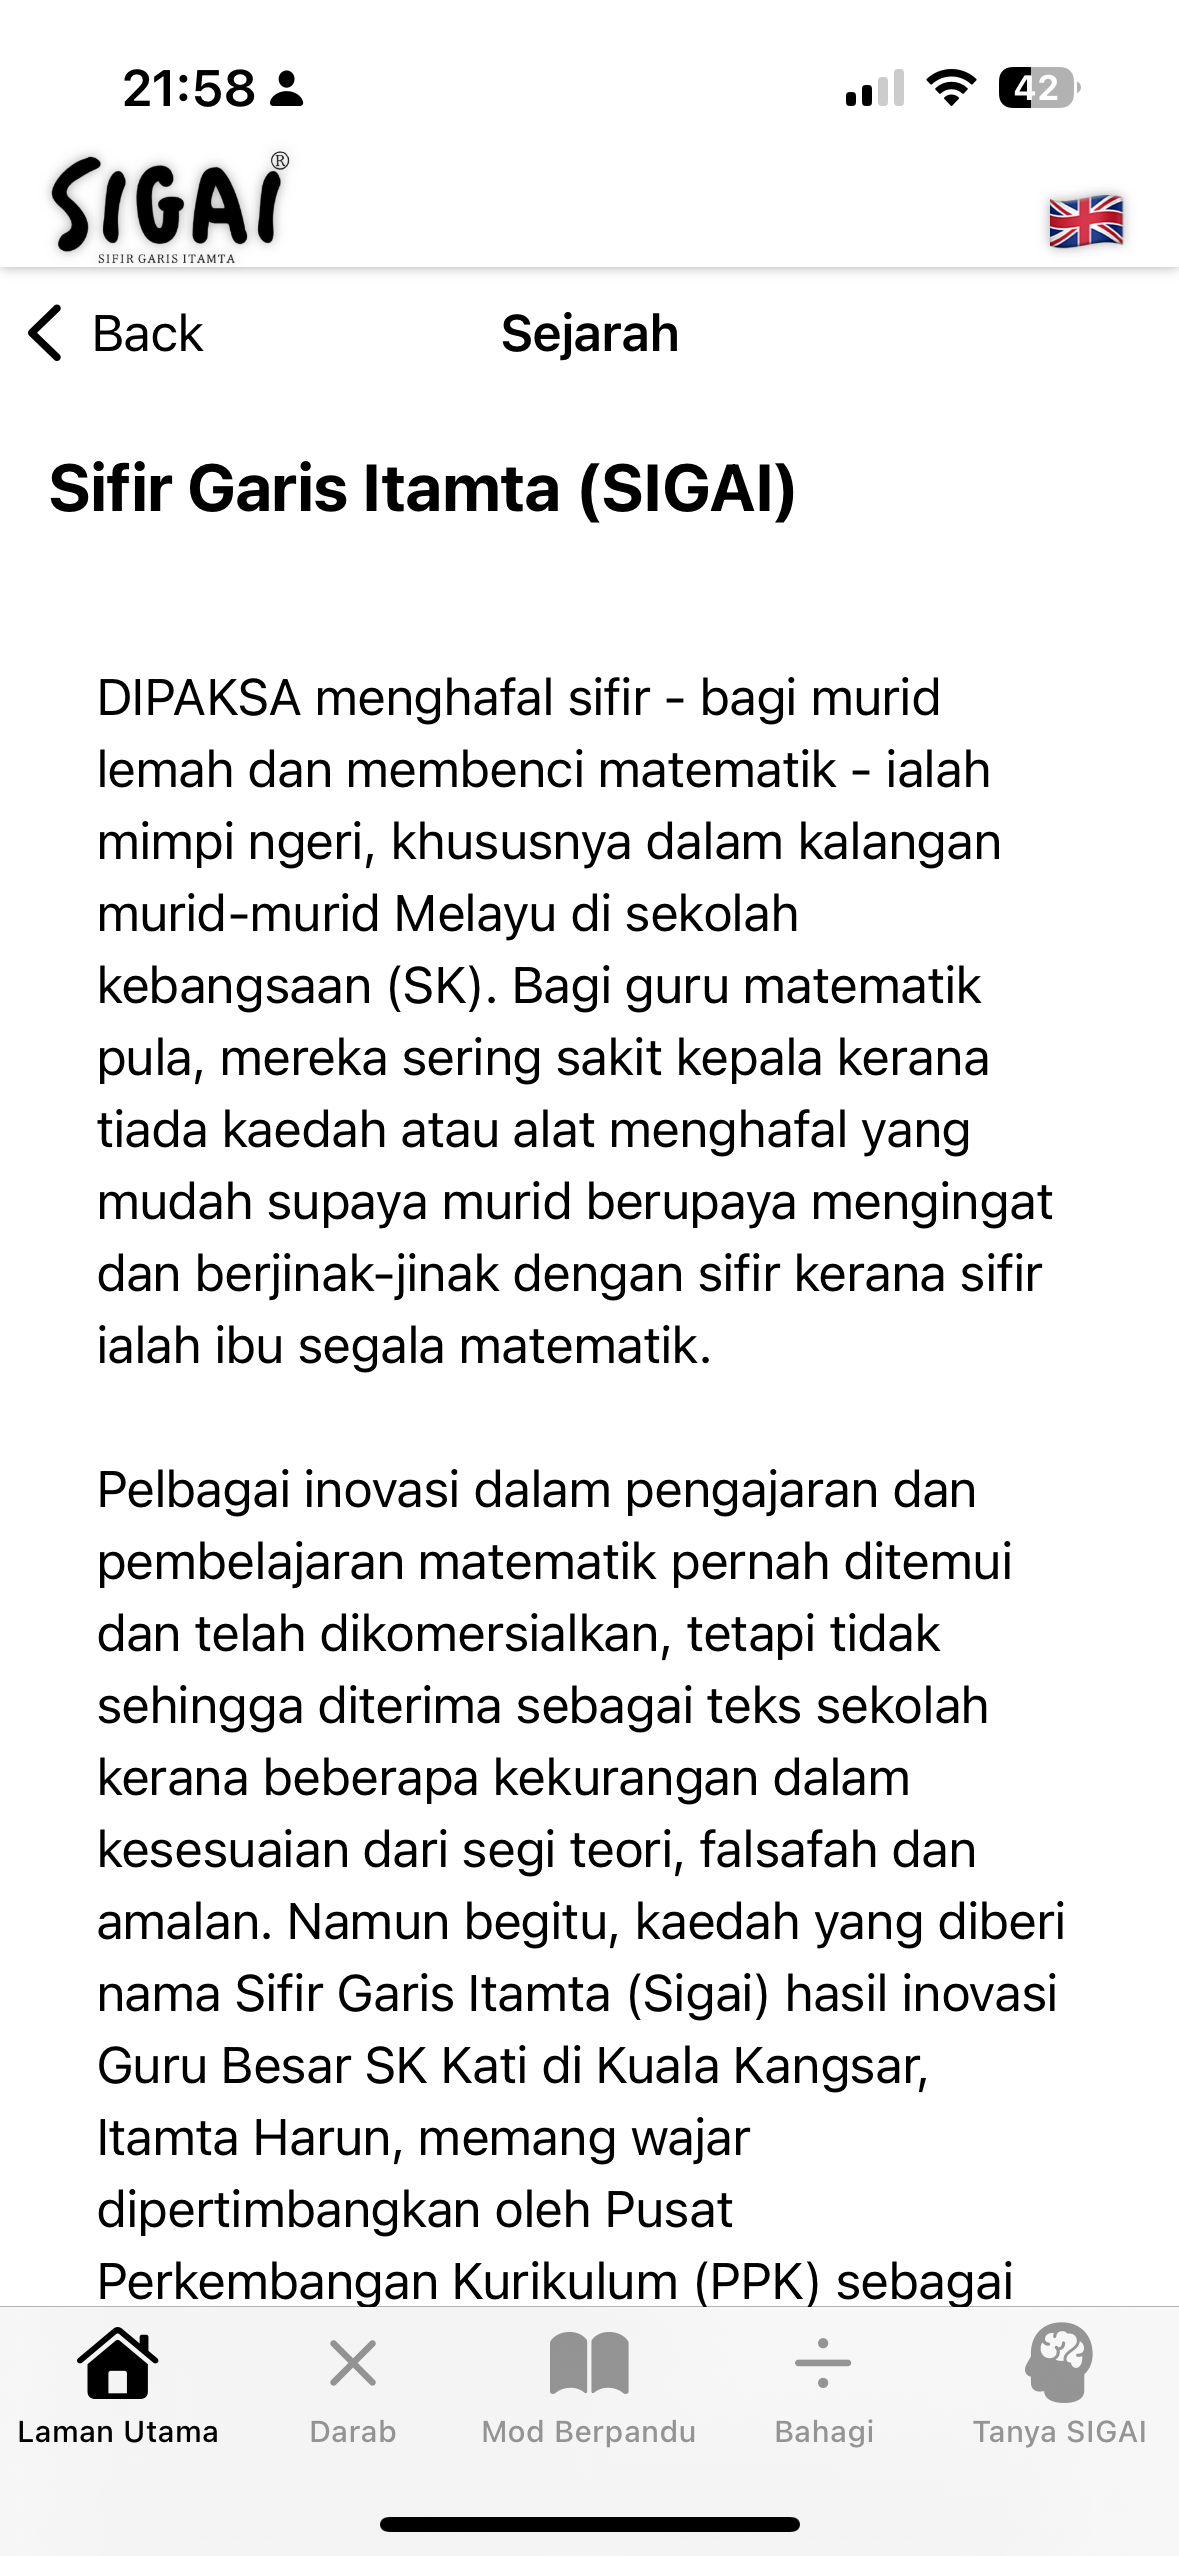 21:58
42
SIGAI®
SIFIR GARIS ITAMTA
Back
Sejarah
Sifir Garis Itamta (SIGAI)
DIPAKSA menghafal sifir - bagi murid
lemah dan membenci matematik - ialah
mimpi ngeri, khususnya dalam kalangan
murid-murid Melayu di sekolah
kebangsaan (SK). Bagi guru matematik
pula, mereka sering sakit kepala kerana
tiada kaedah atau alat menghafal yang
mudah supaya murid berupaya mengingat
dan berjinak-jinak dengan sifir kerana sifir
ialah ibu segala matematik.
Pelbagai inovasi dalam pengajaran dan
pembelajaran matematik pernah ditemui
dan telah dikomersialkan, tetapi tidak
sehingga diterima sebagai teks sekolah
kerana beberapa kekurangan dalam
kesesuaian dari segi teori, falsafah dan
amalan. Namun begitu, kaedah yang diberi
nama Sifir Garis Itamta (Sigai) hasil inovasi
Guru Besar SK Kati di Kuala Kangsar,
Itamta Harun, memang wajar
dipertimbangkan oleh Pusat
Perkembangan Kurikulum (PPK) sebagai
Laman Utama
Darab
Mod Berpandu
Bahagi
Tanya SIGAI